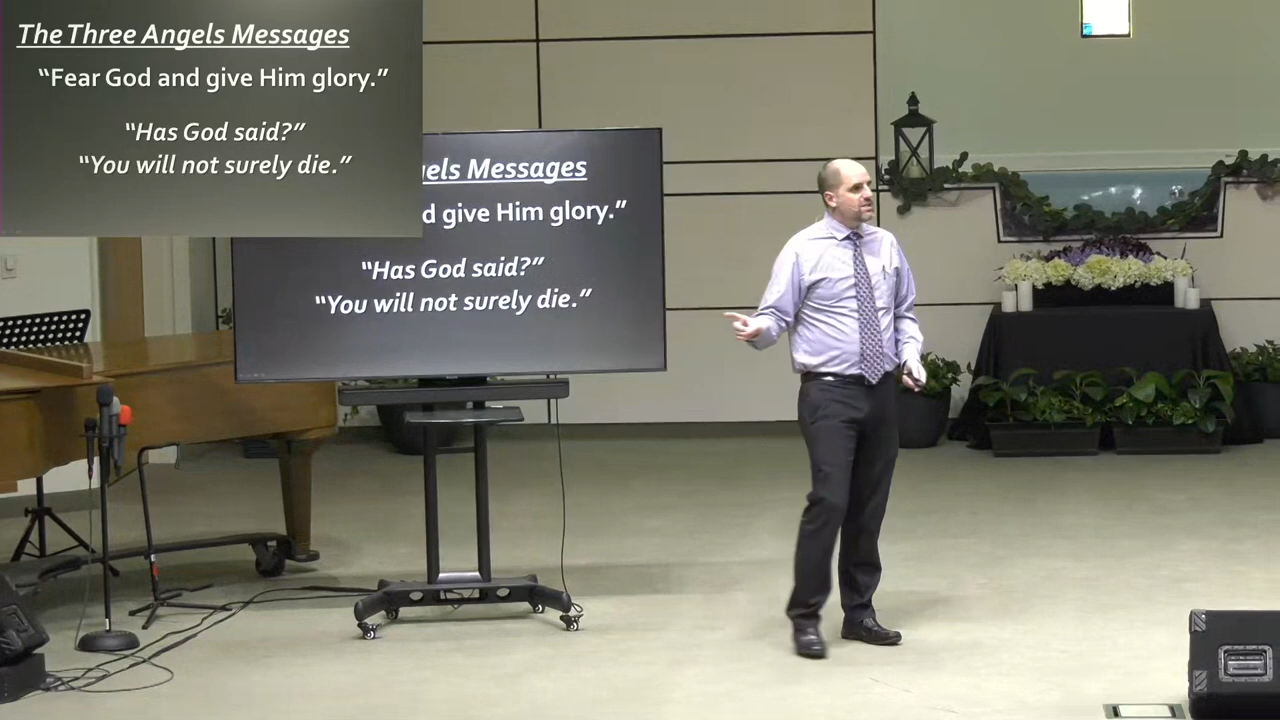 The Three Angels Messages
“Fear God and give Him glory.”
“Has God said?”
“You will not surely die.”
Messages
give Him glory.”
“Has God said?”
“You will not surely die.”